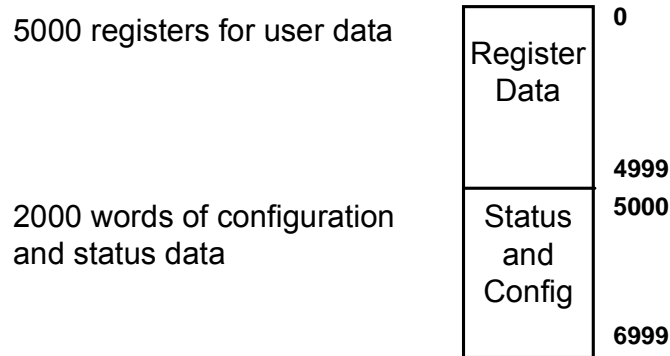 5000 registers for user data
Register
Data
0
4999
2000 words of configuration
and status data
Status
and
Config
5000
6999